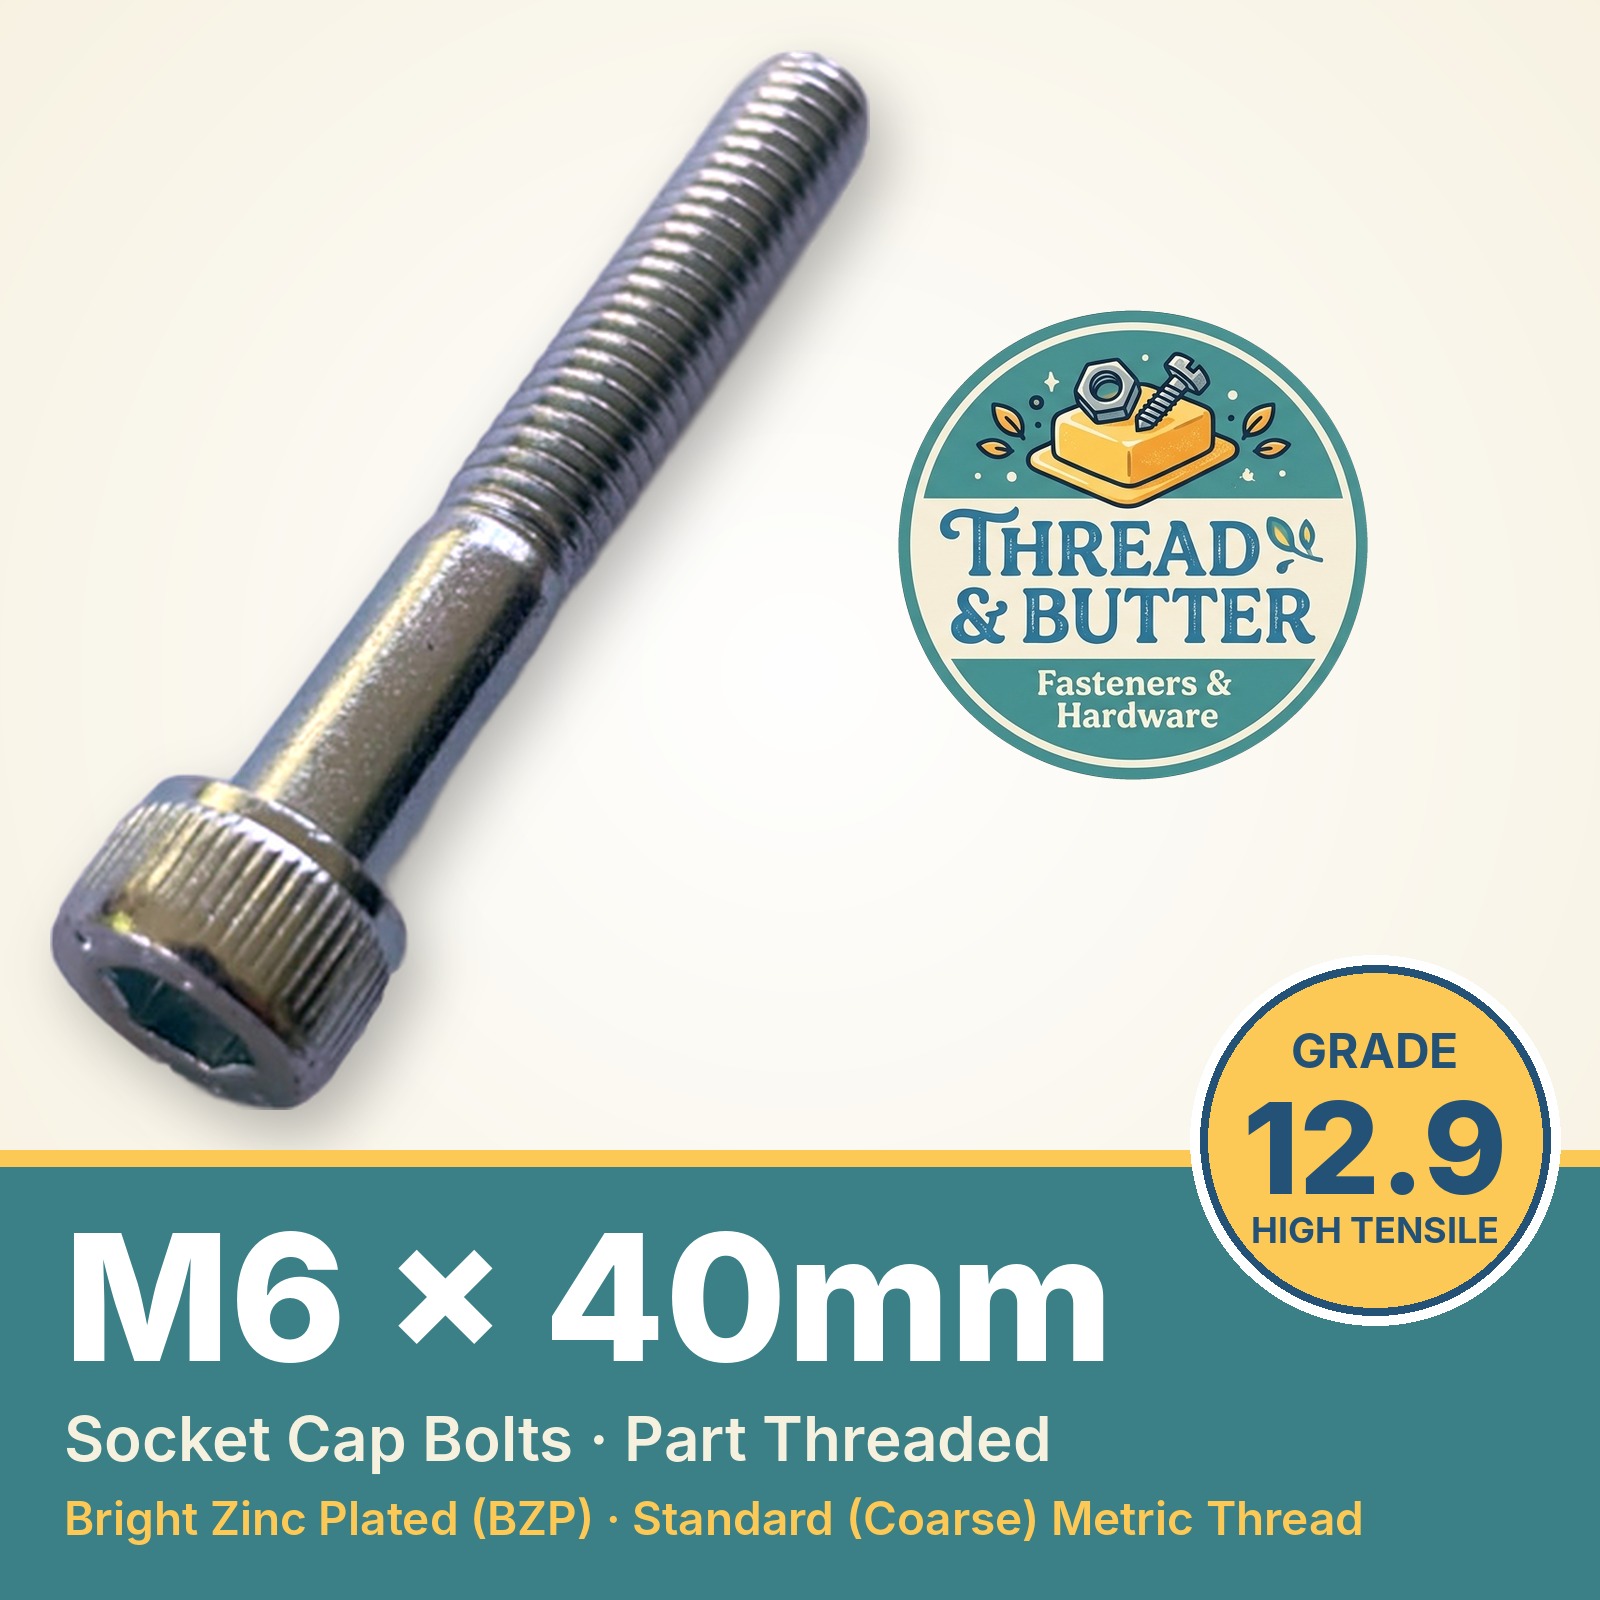 THREAD
& BUTTER
Fasteners &
Hardware
GRADE
12.9
HIGH TENSILE
M6 × 40mm
Socket Cap Bolts · Part Threaded
Bright Zinc Plated (BZP) · Standard (Coarse) Metric Thread